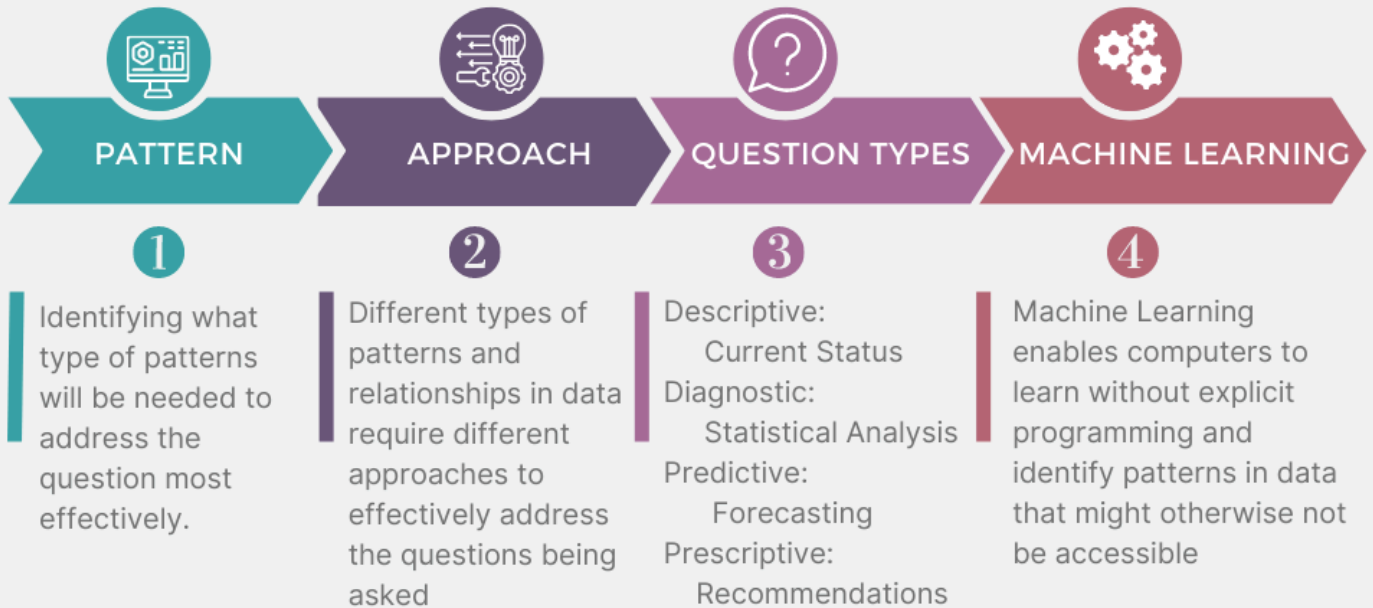 PATTERN
APPROACH
QUESTION TYPES
MACHINE LEARNING
1
Identifying what
type of patterns
will be needed to
address the
question most
effectively.
2
Different types of
patterns and
relationships in data
require different
approaches to
effectively address
the questions being
asked
3
Descriptive:
Current Status
Diagnostic:
Statistical Analysis
Predictive:
Forecasting
Prescriptive:
Recommendations
4
Machine Learning
enables computers to
learn without explicit
programming and
identify patterns in data
that might otherwise not
be accessible